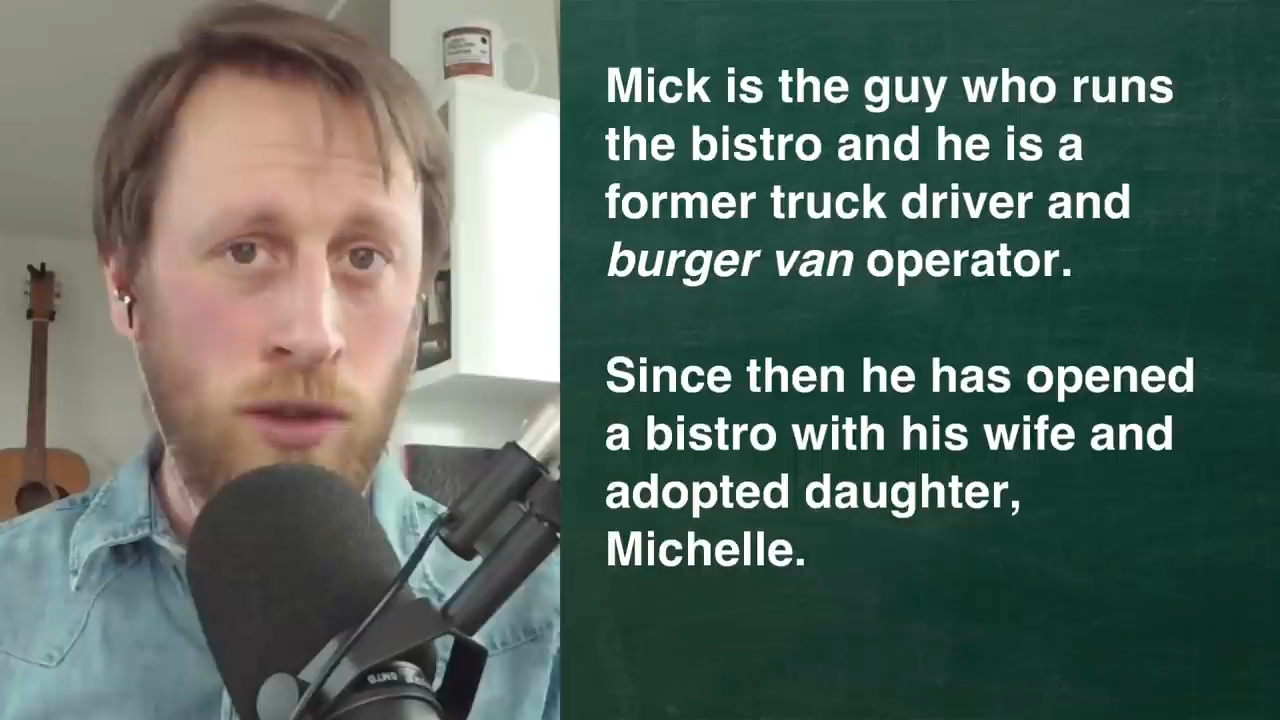 Mick is the guy who runs
the bistro and he is a
former truck driver and
burger van operator.
Since then he has opened
a bistro with his wife and
adopted daughter,
Michelle.